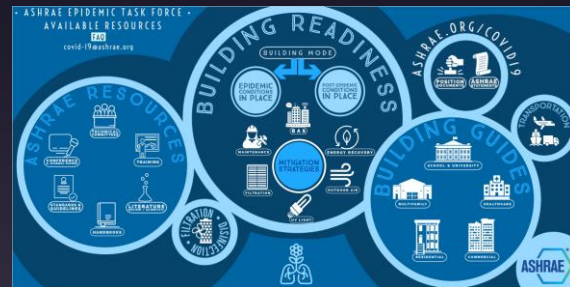 • ASHRAE EPIDEMIC TASK FORCE •
AVAILABLE RESOURCES
FAQ
covid-19@ashrae.org
BUILDING READINESS
BUILDING MODE
EPIDEMIC
CONDITIONS
IN PLACE
POST-EPIDEMIC
CONDITIONS
IN PLACE
BAS
MAINTENANCE
ENERGY RECOVERY
MITIGATION
STRATEGIES
FILTRATION
OUTDOOR AIR
UV LIGHT
ASHRAE RESOURCES
TECHNICAL
COMMITTEES
TRAINING
STANDARDS &
GUIDELINES
LITERATURE
HANDBOOKS
FILTRATION • DISINFECTION
ASHRAE.ORG/COVID19
POSITION
DOCUMENTS
ASHRAE
STATEMENTS
TRANSPORTATION
BUILDING GUIDES
SCHOOL & UNIVERSITY
MULTIFAMILY
HEALTHCARE
RESIDENTIAL
COMMERCIAL
ASHRAE